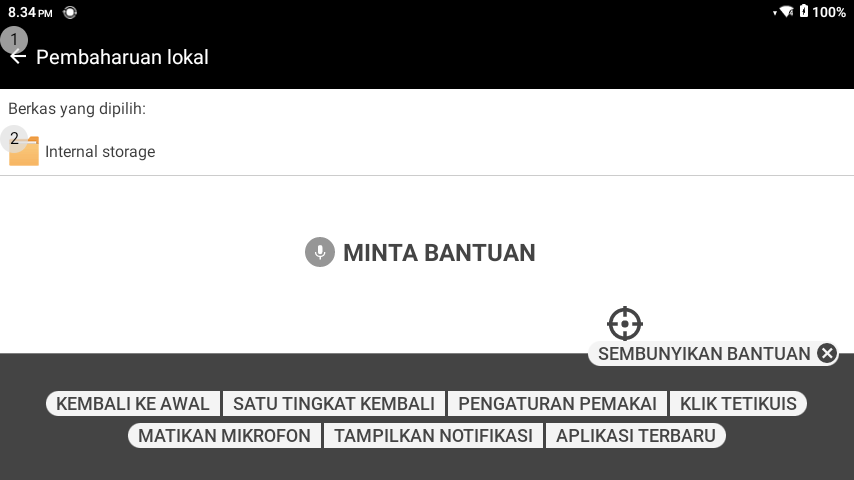 8.34 PM 100%
1
Pembaharuan lokal
Berkas yang dipilih:
2
Internal storage
MINTA BANTUAN
SEMBUNYIKAN BANTUAN
KEMBALI KE AWAL SATU TINGKAT KEMBALI PENGATURAN PEMAKAI KLIK TETIKUIS
MATIKAN MIKROFON TAMPILKAN NOTIFIKASI APLIKASI TERBARU